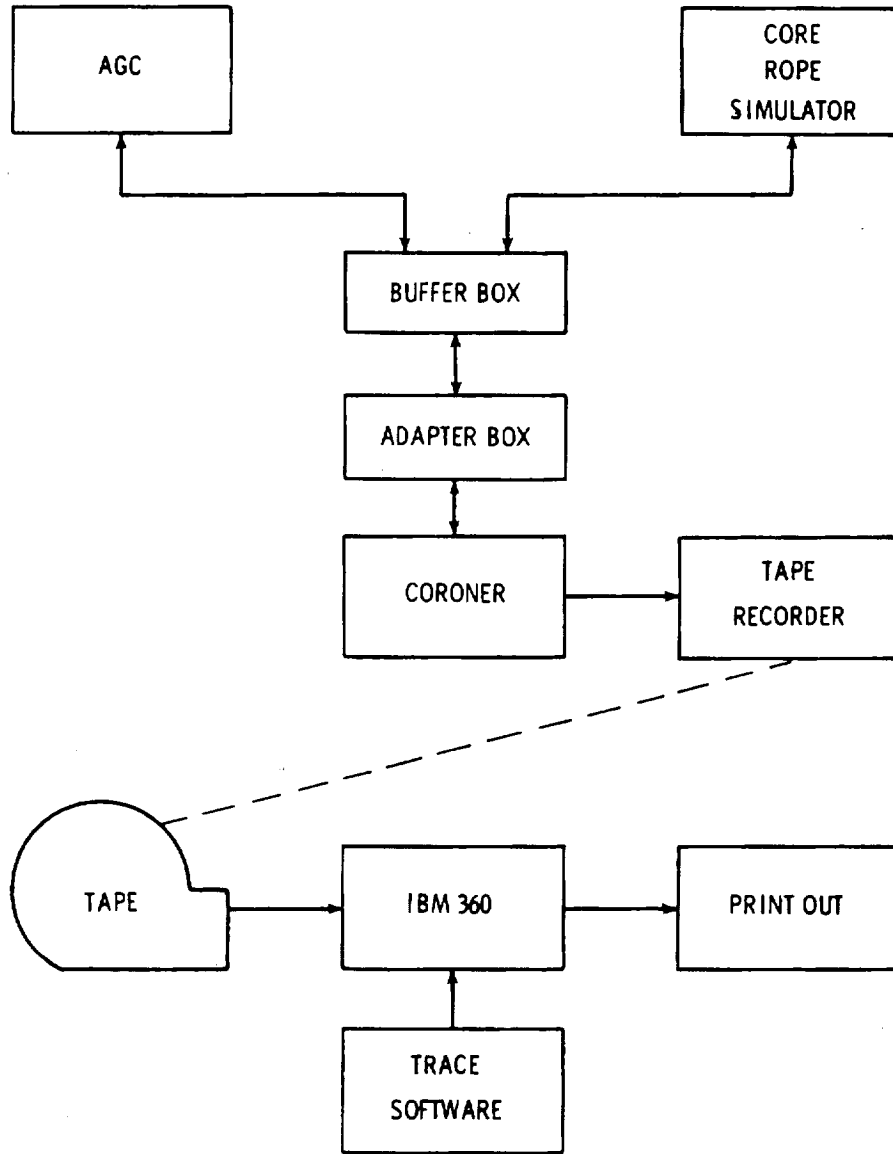 AGC
CORE
ROPE
SIMULATOR
BUFFER BOX
ADAPTER BOX
CORONER
TAPE
RECORDER
TAPE
IBM 360
PRINT OUT
TRACE
SOFTWARE